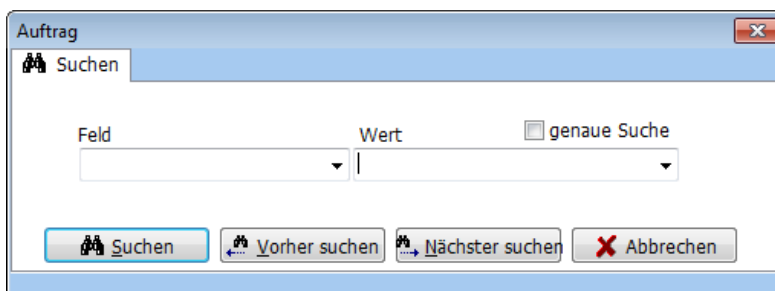 Auftrag
Suchen
Feld Wert genaue Suche
Suchen Vorher suchen Nächster suchen Abbrechen